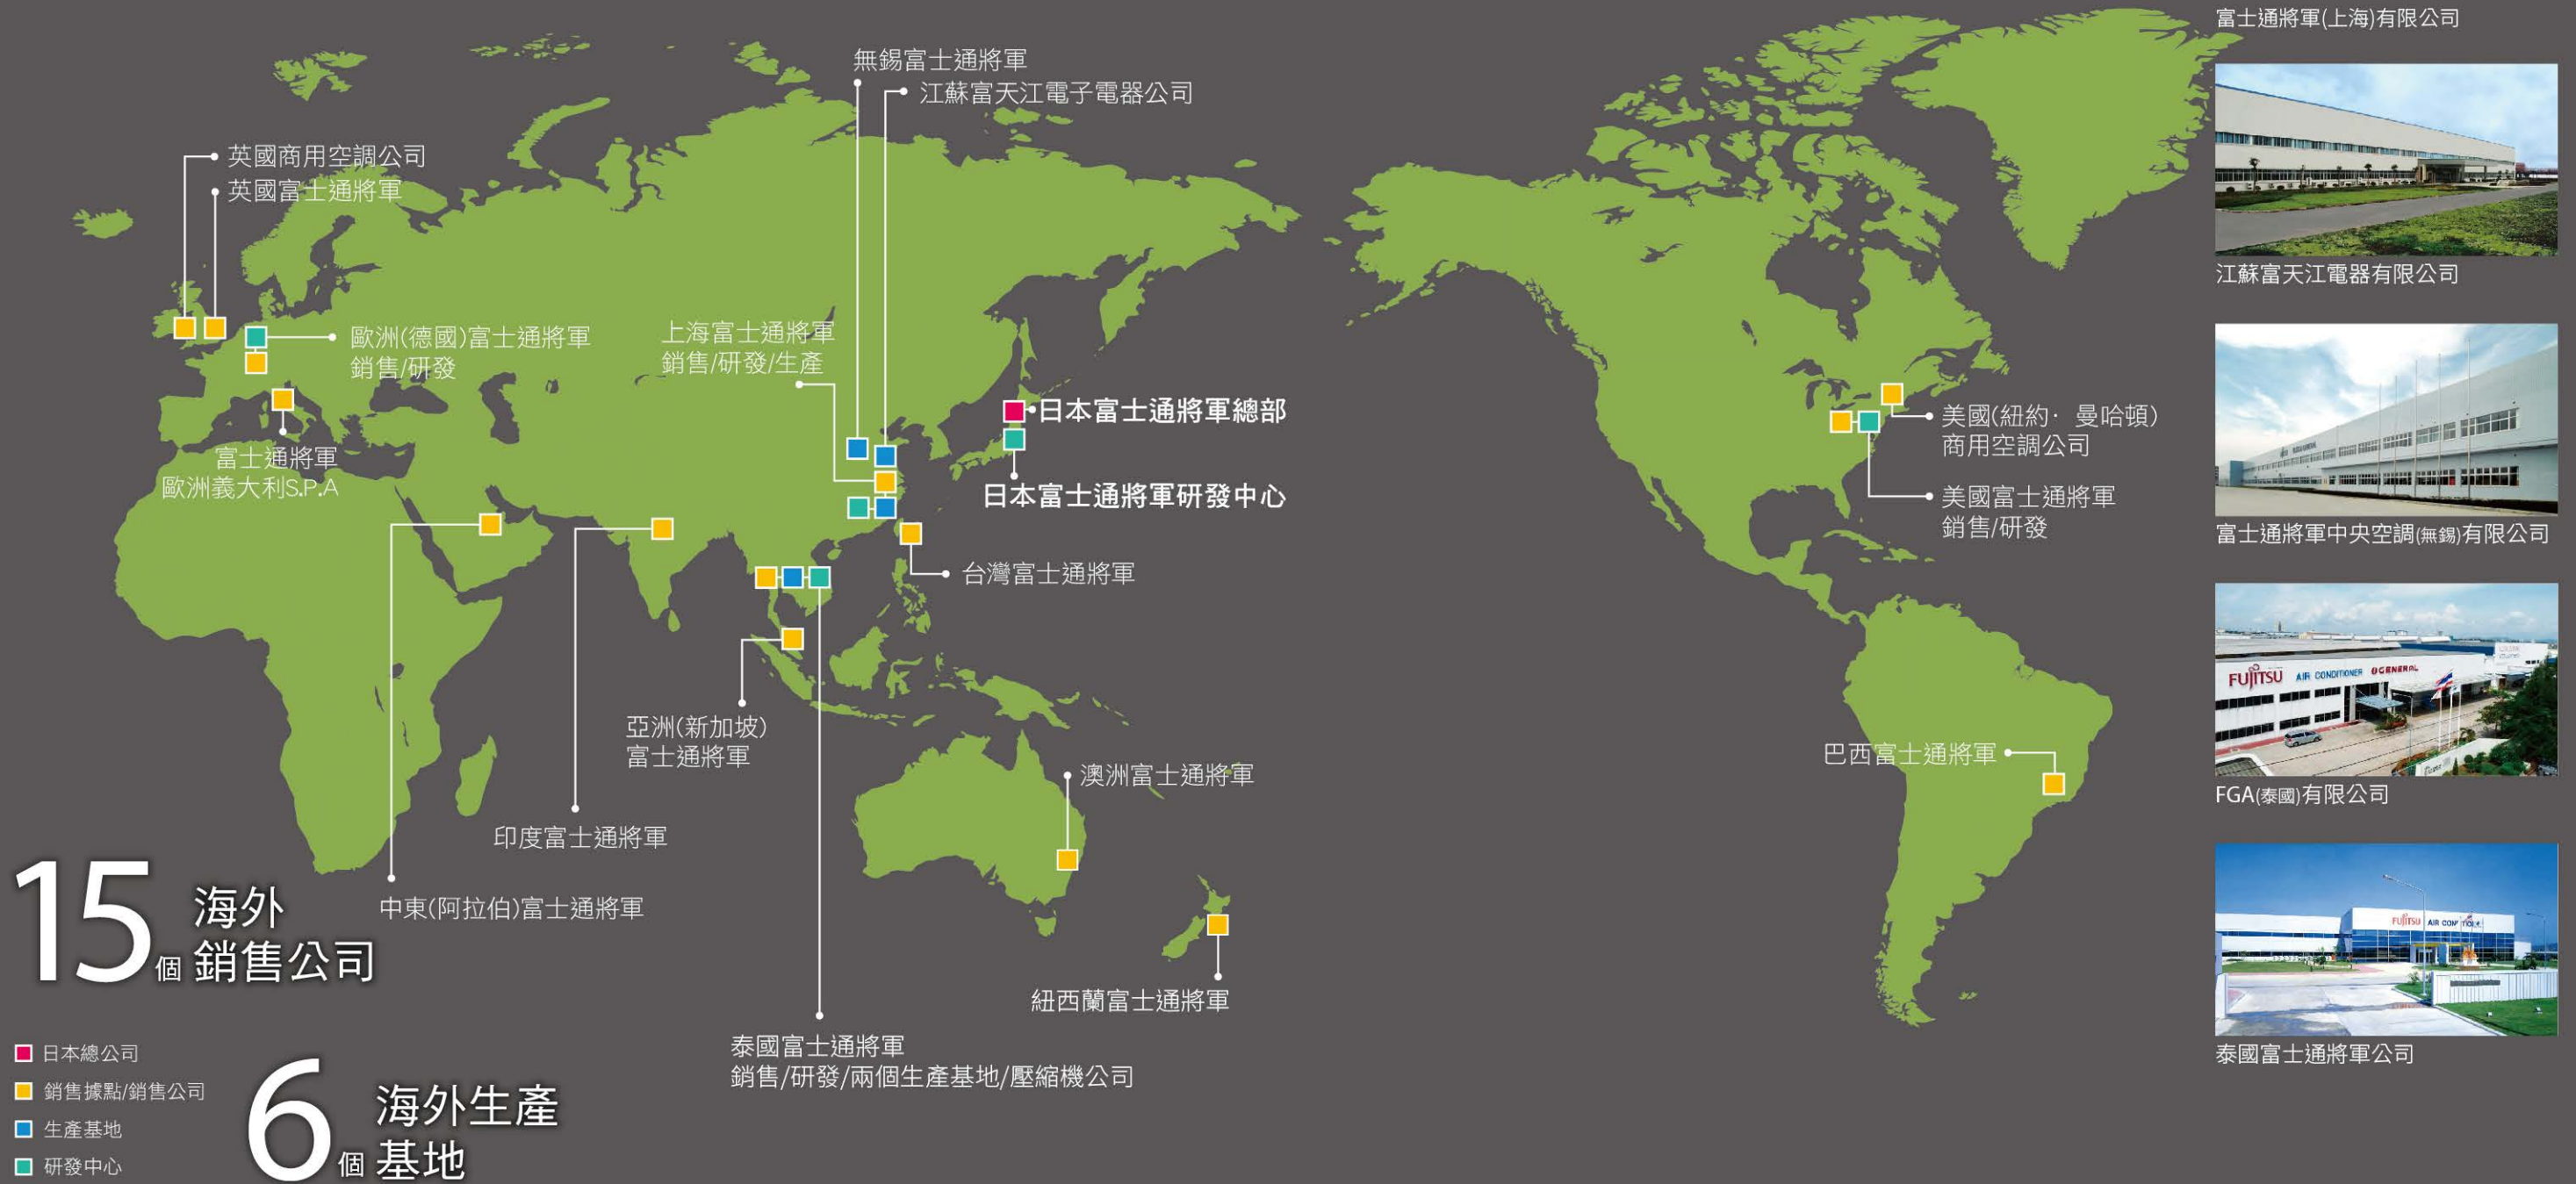 無錫富士通將軍
江蘇富天江電子電器公司
英國商用空調公司
英國富士通將軍
歐洲(德國)富士通將軍
銷售/研發
上海富士通將軍
銷售/研發/生產
富士通將軍
歐洲義大利S.P.A
日本富士通將軍總部
日本富士通將軍研發中心
台灣富士通將軍
亞洲(新加坡)
富士通將軍
印度富士通將軍
中東(阿拉伯)富士通將軍
澳洲富士通將軍
紐西蘭富士通將軍
泰國富士通將軍
銷售/研發/兩個生產基地/壓縮機公司
美國(紐約·曼哈頓)
商用空調公司
美國富士通將軍
銷售/研發
巴西富士通將軍
15個 海外
銷售公司
6個 海外生產
基地
日本總公司
銷售據點/銷售公司
生產基地
研發中心
富士通將軍(上海)有限公司
江蘇富天江電器有限公司
富士通將軍中央空調(無錫)有限公司
FUJITSU AIR CONDITIONER GENERAL
FGA(泰國)有限公司
FUJITSU AIR CONDITIONER
泰國富士通將軍公司